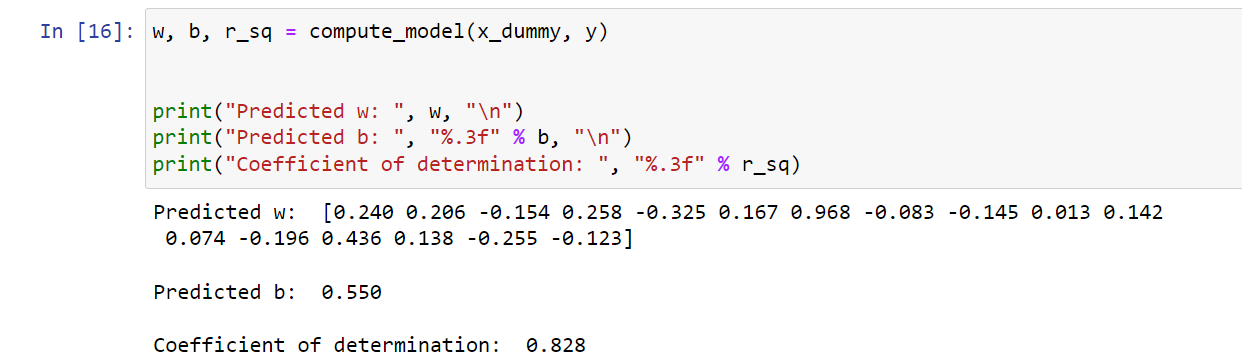 In [16]: w, b, r_sq = compute_model(x_dummy, y)
print("Predicted w: ", w, "\n")
print("Predicted b: ", "%.3f" % b, "\n")
print("Coefficient of determination: ", "%.3f" % r_sq)
Predicted w:  [0.240 0.206 -0.154 0.258 -0.325 0.167 0.968 -0.083 -0.145 0.013 0.142
0.074 -0.196 0.436 0.138 -0.255 -0.123]
Predicted b:  0.550
Coefficient of determination:  0.828